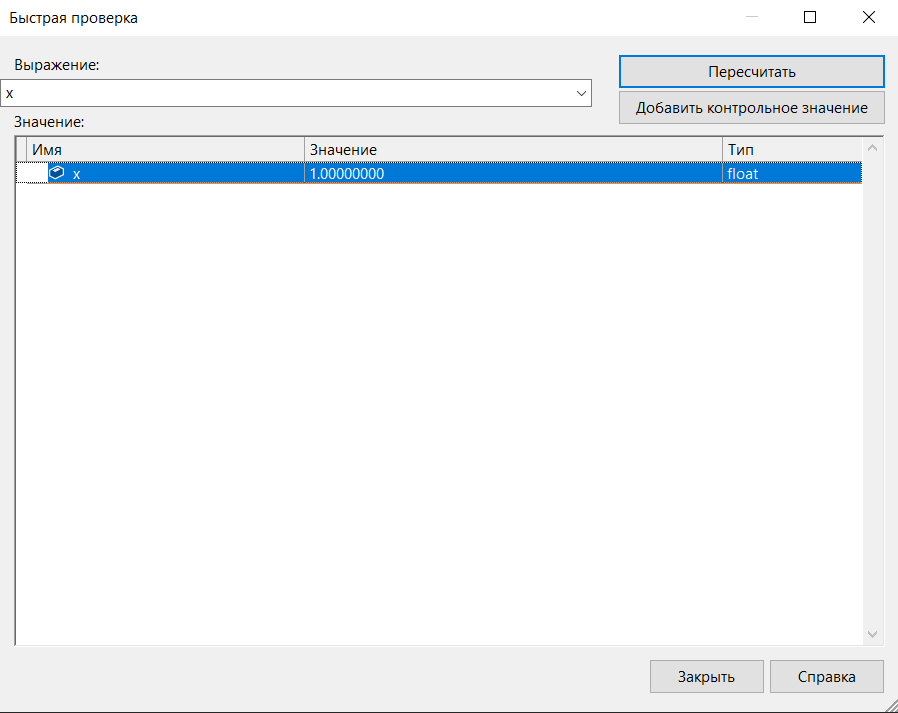 Быстрая проверка
Выражение:
Пересчитать
x
Добавить контрольное значение
Значение:
Имя Значение Тип
x 1.00000000 float
Закрыть Справка